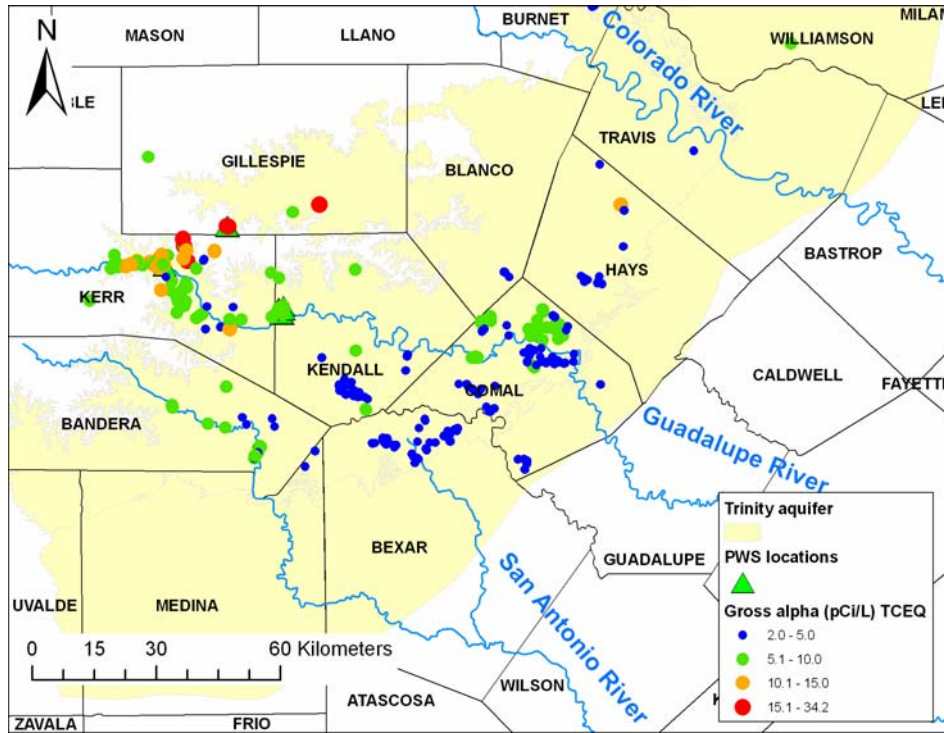 BURNET
MILAN
N
MASON
LLANO
WILLIAMSON
Colorado River
BLE
LEE
TRAVIS
GILLESPIE
BLANCO
BASTROP
HAYS
KERR
KENDALL
CALDWELL
FAYETTE
COMAL
BANDERA
Guadalupe River
Trinity aquifer
PWS locations
BEXAR
GUADALUPE
San Antonio River
UVALDE
MEDINA
Gross alpha (pCi/L) TCEQ
2.0 - 5.0
0 15 30 60 Kilometers
5.1 - 10.0
WILSON
10.1 - 15.0
ATASCOSA
K
15.1 - 34.2
ZAVALA
FRIO